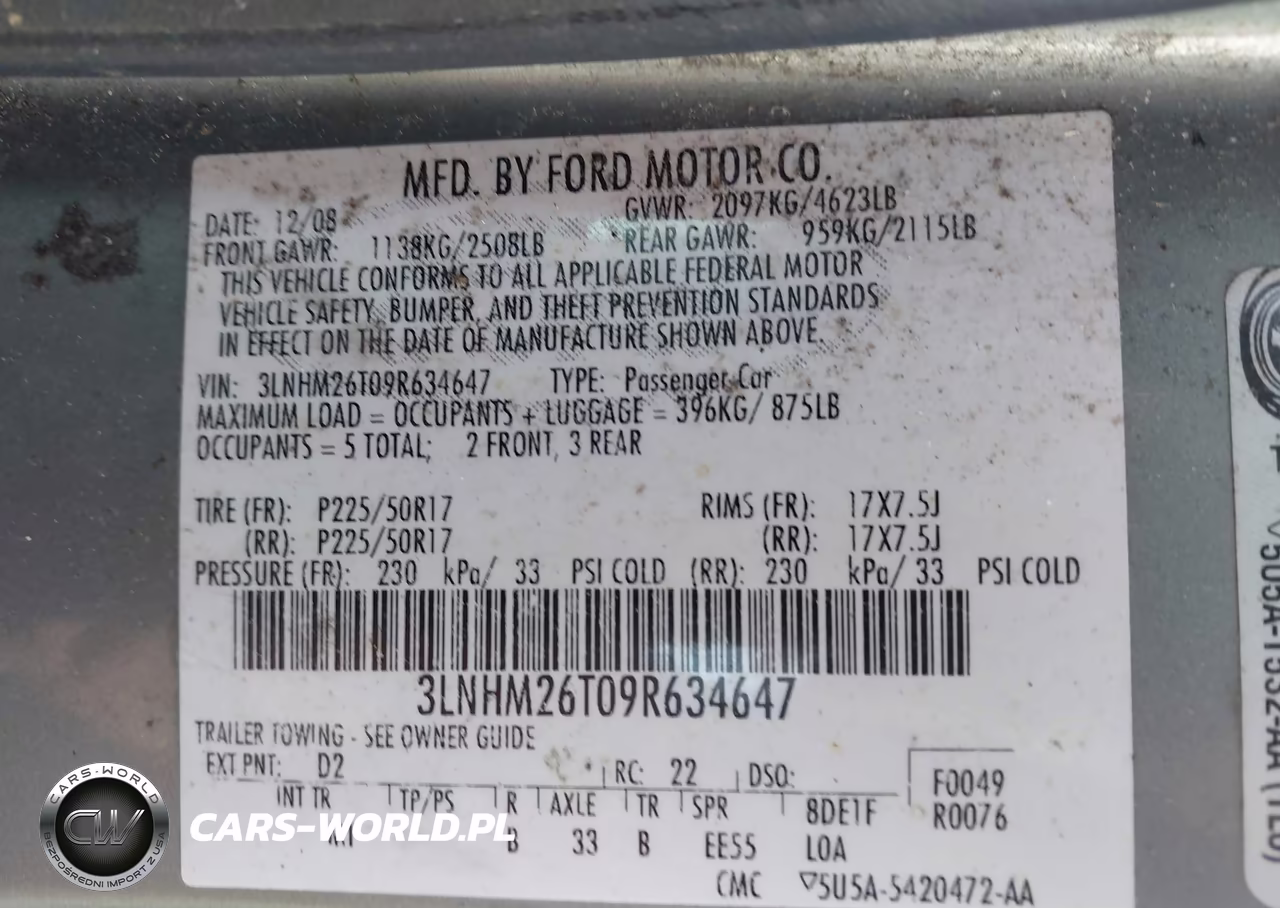 MFD. BY FORD MOTOR CO.
DATE: 12/08 GVWR: 2097KG/4623LB
FRONT GAWR: 1138KG/2508LB REAR GAWR: 959KG/2115LB
THIS VEHICLE CONFORMS TO ALL APPLICABLE FEDERAL MOTOR
VEHICLE SAFETY, BUMPER, AND THEFT PREVENTION STANDARDS
IN EFFECT ON THE DATE OF MANUFACTURE SHOWN ABOVE.
VIN: 3LNHM26T09R634647 TYPE: Passenger Car
MAXIMUM LOAD = OCCUPANTS + LUGGAGE = 396KG/ 875LB
OCCUPANTS = 5 TOTAL; 2 FRONT, 3 REAR
TIRE (FR): P225/50R17 RIMS (FR): 17X7.5J
(RR): P225/50R17 (RR): 17X7.5J
PRESSURE (FR): 230 kPa/ 33 PSI COLD (RR): 230 kPa/ 33 PSI COLD
3LNHM26T09R634647
TRAILER TOWING - SEE OWNER GUIDE
EXT PNT: D2 RC: 22 DSO: F0049
INT TR TP/PS R AXLE TR SPR 8DE1F R0076
B 33 B EE55 LOA
CMC ▽5U5A-5420472-AA
CARS-WORLD
CW
BEZPOŚREDNI IMPORT Z USA
CARS-WORLD.PL